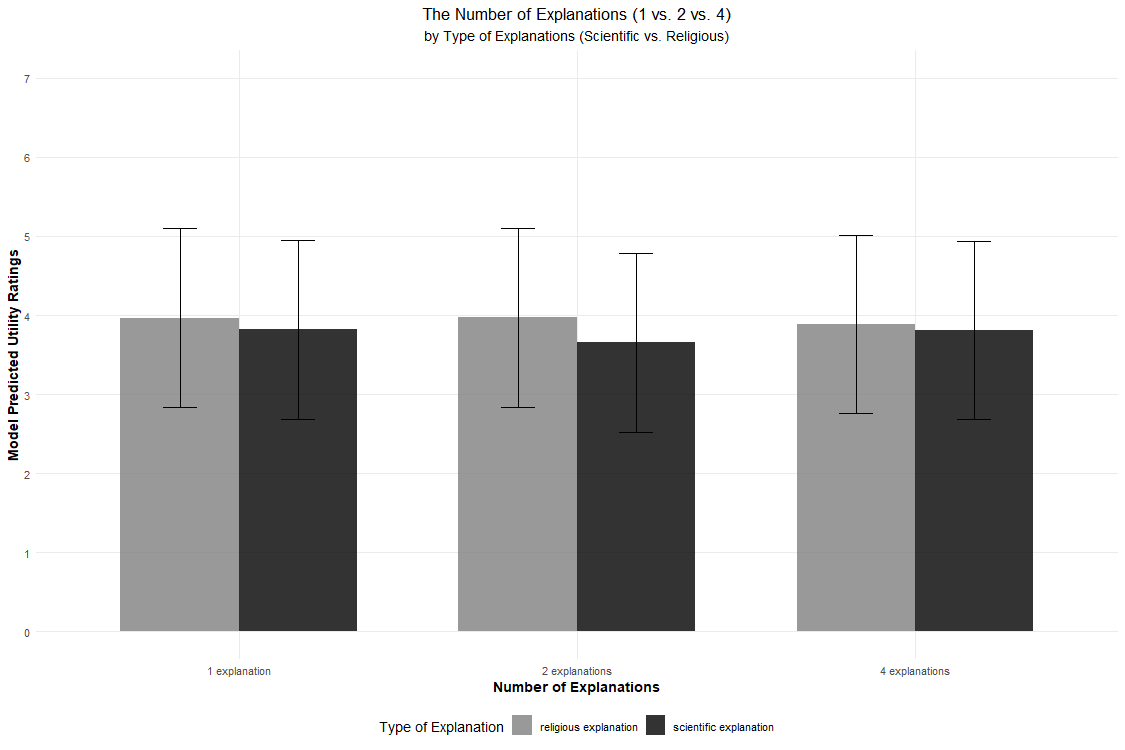 The Number of Explanations (1 vs. 2 vs. 4)
by Type of Explanations (Scientific vs. Religious)
Model Predicted Utility Ratings
7
6
5
4
3
2
1
0
1 explanation
2 explanations
4 explanations
Number of Explanations
Type of Explanation
religious explanation
scientific explanation